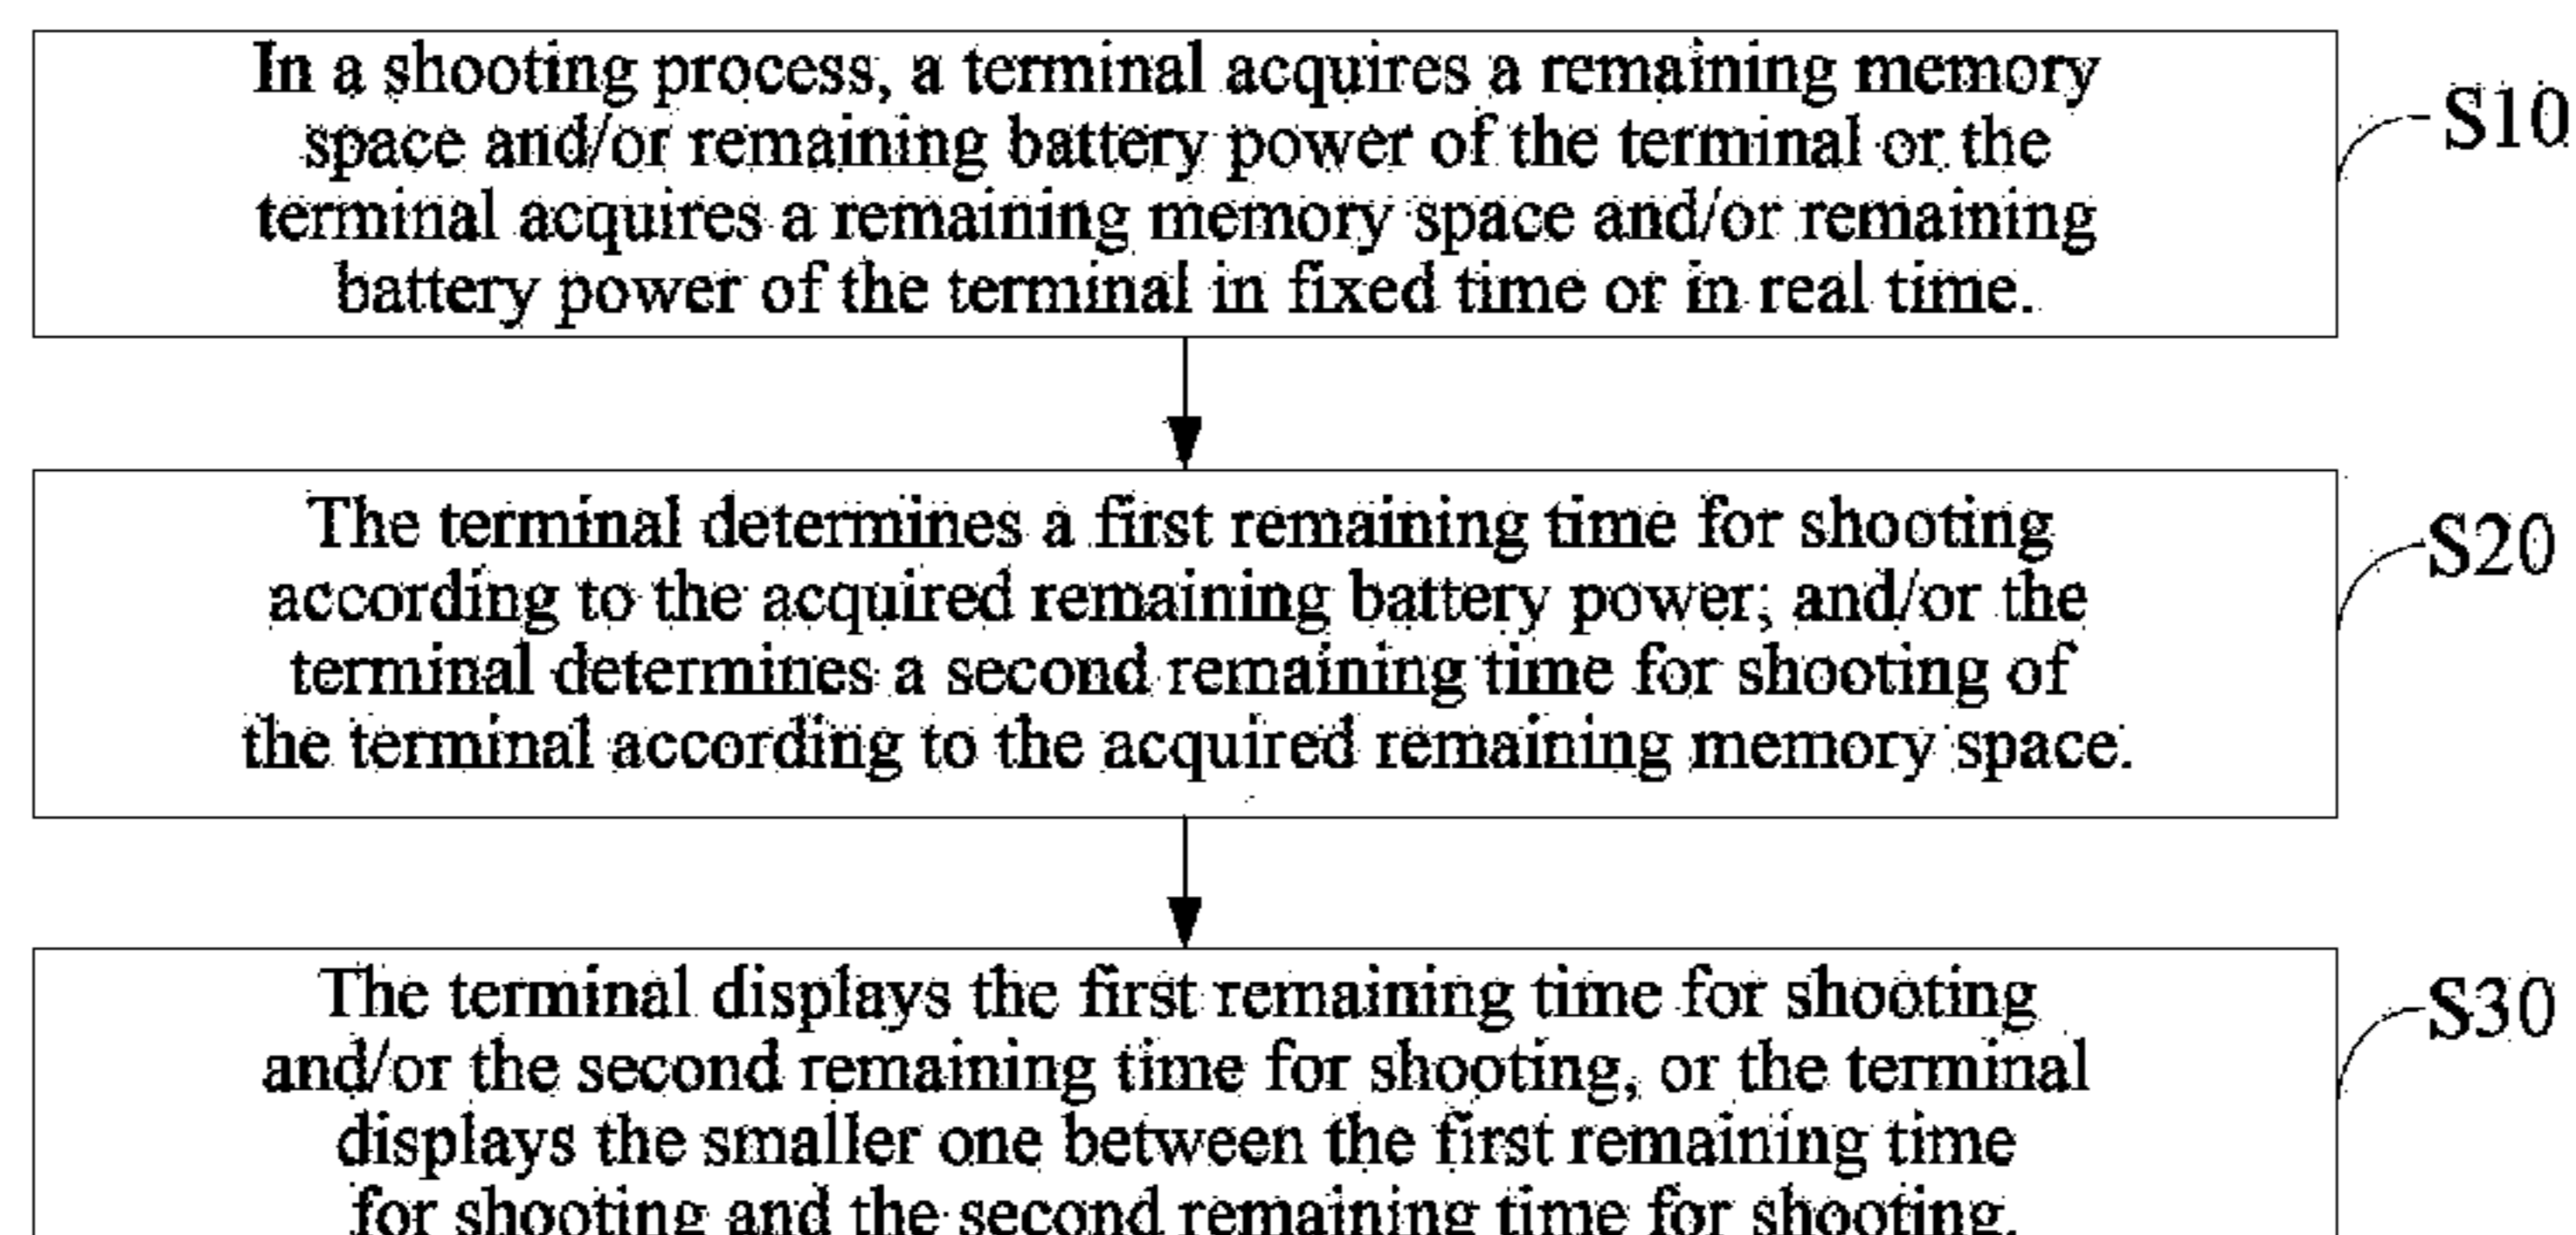 In a shooting process, a terminal acquires a remaining memory
space and/or remaining battery power of the terminal or the
terminal acquires a remaining memory space and/or remaining
battery power of the terminal in fixed time or in real time.
S10
The terminal determines a first remaining time for shooting
according to the acquired remaining battery power; and/or the
terminal determines a second remaining time for shooting of
the terminal according to the acquired remaining memory space.
S20
The terminal displays the first remaining time for shooting
and/or the second remaining time for shooting, or the terminal
displays the smaller one between the first remaining time
for shooting and the second remaining time for shooting.
S30